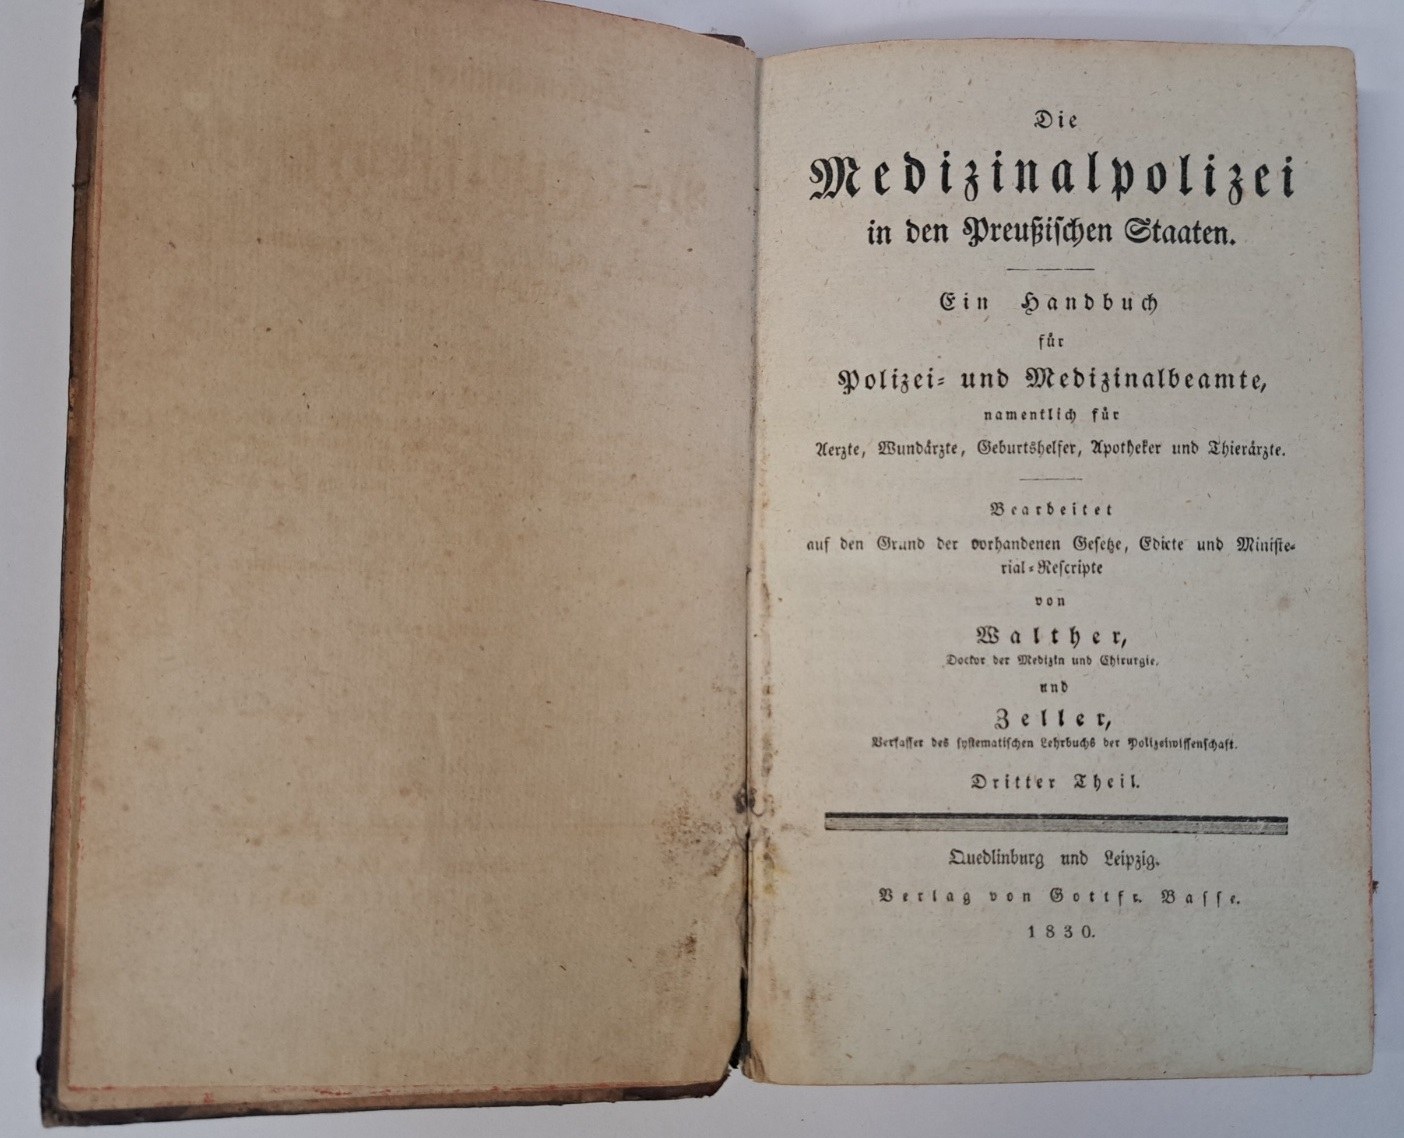 Die
Medizinalpolizei
in den Preußischen Staaten.
Ein Handbuch
für
Polizei- und Medizinalbeamte,
namentlich für
Aerzte, Wundärzte, Geburtshelfer, Apotheker und Thierärzte.
Bearbeitet
auf den Grund der vorhandenen Gesetze, Edicte und Ministe-
rial-Rescripte
von
Walther,
Doctor der Medizin und Chirurgie.
und
Zeller,
Verfasser des systematischen Lehrbuchs der Polizeiwissenschaft.
Dritter Theil.
Quedlinburg und Leipzig.
Verlag von Gottfr. Basse.
1830.